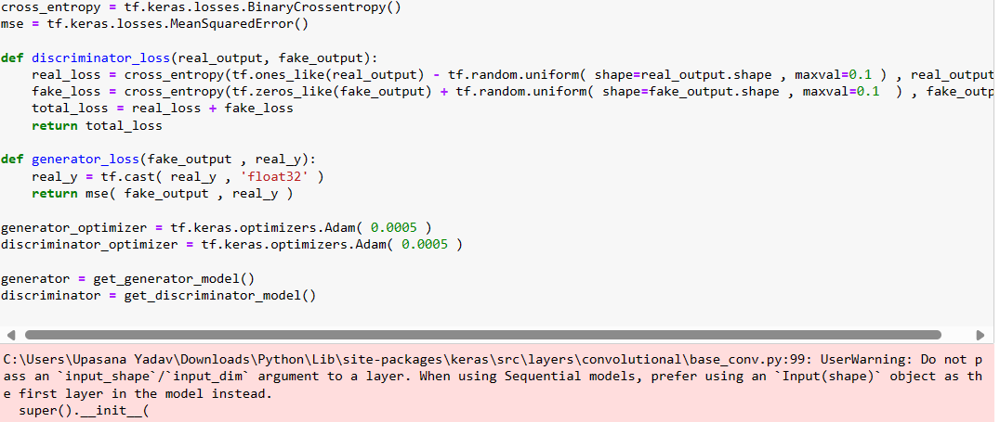 cross_entropy = tf.keras.losses.BinaryCrossentropy()
mse = tf.keras.losses.MeanSquaredError()
def discriminator_loss(real_output, fake_output):
    real_loss = cross_entropy(tf.ones_like(real_output) - tf.random.uniform( shape=real_output.shape , maxval=0.1 ) , real_output
    fake_loss = cross_entropy(tf.zeros_like(fake_output) + tf.random.uniform( shape=fake_output.shape , maxval=0.1  ) , fake_outp
    total_loss = real_loss + fake_loss
    return total_loss
def generator_loss(fake_output , real_y):
    real_y = tf.cast( real_y , 'float32' )
    return mse( fake_output , real_y )
generator_optimizer = tf.keras.optimizers.Adam( 0.0005 )
discriminator_optimizer = tf.keras.optimizers.Adam( 0.0005 )
generator = get_generator_model()
discriminator = get_discriminator_model()
C:\Users\Upasana Yadav\Downloads\Python\Lib\site-packages\keras\src\layers\convolutional\base_conv.py:99: UserWarning: Do not p
ass an `input_shape`/`input_dim` argument to a layer. When using Sequential models, prefer using an `Input(shape)` object as th
e first layer in the model instead.
  super().__init__(